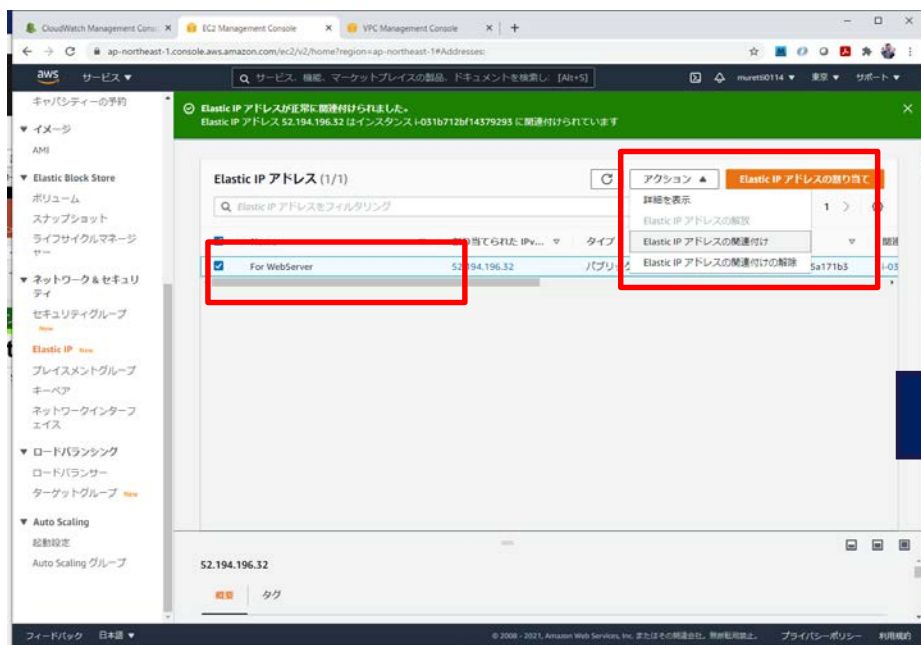 CloudWatch Management Cons
EC2 Management Console
VPC Management Console
ap-northeast-1.console.aws.amazon.com/ec2/v2/home?region=ap-northeast-1#Addresses:
aws
サービス ▼
サービス、機能、マーケットプレイスの製品、ドキュメントを検索し [Alt+S]
muretsi0114 ▼
東京 ▼
サポート ▼
キャパシティーの予約
▼ イメージ
AMI
▼ Elastic Block Store
ボリューム
スナップショット
ライフサイクルマネージ
ャー
▼ ネットワーク & セキュリ
ティ
セキュリティグループ
New
Elastic IP New
プレイスメントグループ
キーペア
ネットワークインターフ
ェイス
▼ ロードバランシング
ロードバランサー
ターゲットグループ New
▼ Auto Scaling
起動設定
Auto Scaling グループ
Elastic IP アドレスが正常に関連付けられました。
Elastic IP アドレス 52.194.196.32 はインスタンス i-031b712bf14379293 に関連付けられています
Elastic IP アドレス (1/1)
アクション ▲
Elastic IP アドレスの割り当て
Elastic IP アドレスをフィルタリング
1
詳細を表示
Elastic IP アドレスの解放
Elastic IP アドレスの関連付け
Elastic IP アドレスの関連付けの解除
割り当てられた IPv...
タイプ
For WebServer
52.194.196.32
パブリック
5a171b3
i-03
52.194.196.32
概要
タグ
フィードバック
日本語 ▼
© 2008 - 2021, Amazon Web Services, Inc. またはその関連会社。無断転用禁止。
プライバシーポリシー
利用規約